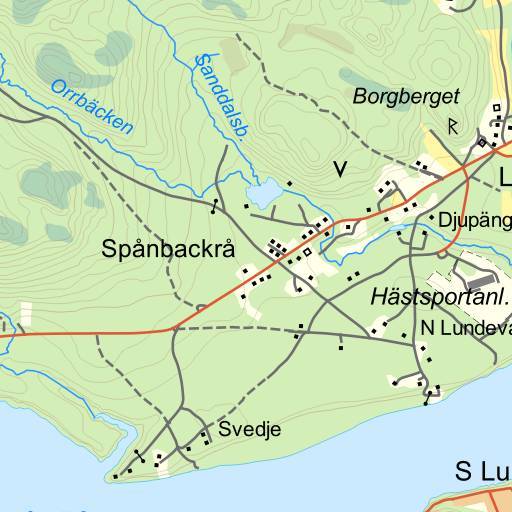 Sanddalsb.
Orrbäcken
Borgberget
R
V
L
Djupäng
Spånbackrå
Hästsportanl.
N Lundeva
Svedje
S Lu